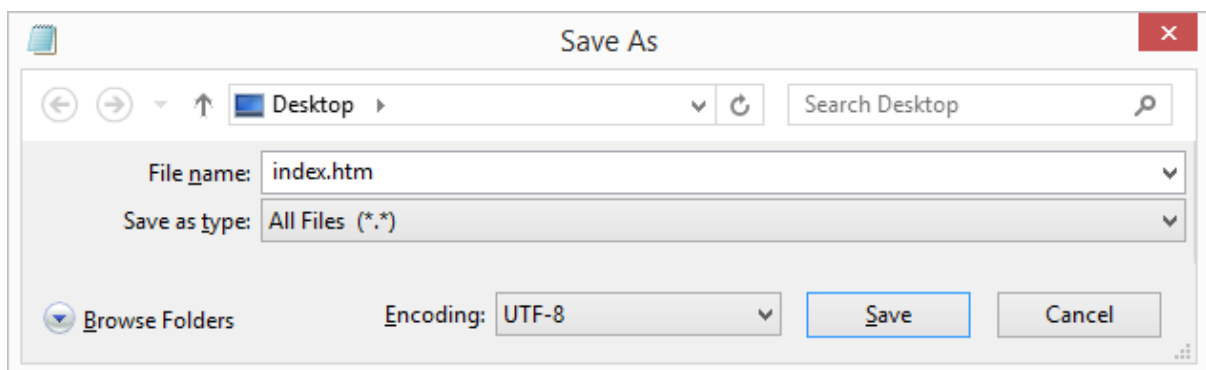 Save As
Desktop
Search Desktop
File name: index.htm
Save as type: All Files (*.*)
Browse Folders Encoding: UTF-8 Save Cancel